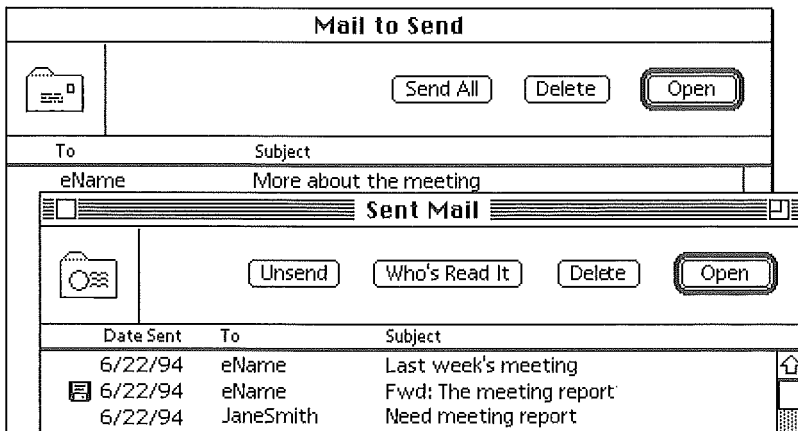 Mail to Send
Send All Delete Open
To Subject
eName More about the meeting
Sent Mail
Unsend Who's Read It Delete Open
Date Sent To Subject
6/22/94 eName Last week's meeting
6/22/94 eName Fwd: The meeting report
6/22/94 JaneSmith Need meeting report